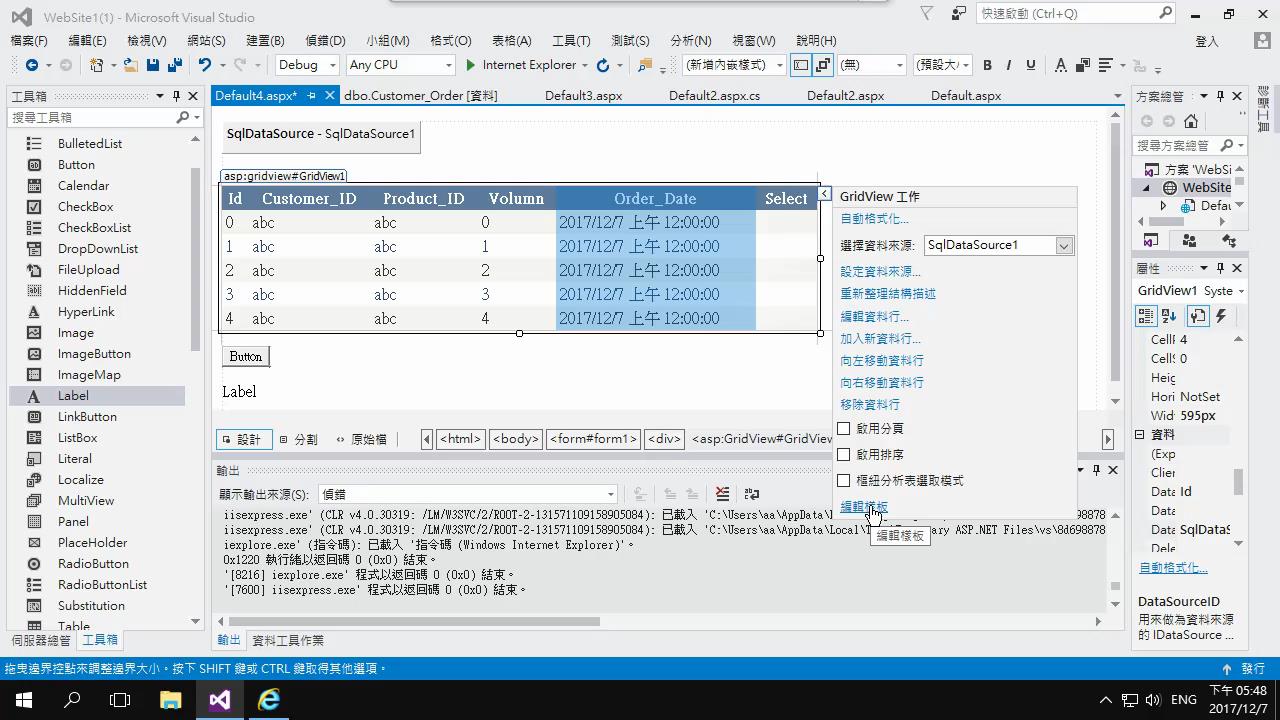 WebSite1(1) - Microsoft Visual Studio
快速啟動 (Ctrl+Q)
檔案(F) 編輯(E) 檢視(V) 網站(S) 建置(B) 偵錯(D) 小組(M) 格式(O) 表格(A) 工具(T) 測試(S) 分析(N) 視窗(W) 說明(H)
登入
Debug Any CPU Internet Explorer (新增內嵌樣式) (無) (預設大/ B I U A
工具箱
Default4.aspx* dbo.Customer_Order [資料] Default3.aspx Default2.aspx.cs Default2.aspx Default.aspx
方案總管
搜尋工具箱
BulletedList
Button
Calendar
CheckBox
CheckBoxList
DropDownList
FileUpload
HiddenField
HyperLink
Image
ImageButton
ImageMap
Label
LinkButton
ListBox
Literal
Localize
MultiView
Panel
PlaceHolder
RadioButton
RadioButtonList
Substitution
Table
伺服器總管 工具箱
SqlDataSource - SqlDataSource1
asp:gridview#GridView1
Id Customer_ID Product_ID Volumn Order_Date Select
0 abc abc 0 2017/12/7 上午 12:00:00
1 abc abc 1 2017/12/7 上午 12:00:00
2 abc abc 2 2017/12/7 上午 12:00:00
3 abc abc 3 2017/12/7 上午 12:00:00
4 abc abc 4 2017/12/7 上午 12:00:00
Button
Label
GridView 工作
自動格式化...
選擇資料來源: SqlDataSource1
設定資料來源...
重新整理結構描述
編輯資料行...
加入新資料行...
向左移動資料行
向右移動資料行
移除資料行
啟用分頁
啟用排序
樞紐分析表選取模式
編輯樣板
編輯樣板
設計 分割 原始檔 <html> <body> <form#form1> <div> <asp:GridView#GridView
輸出
顯示輸出來源(S): 偵錯
iisexpress.exe' (CLR v4.0.30319: /LM/W3SVC/2/ROOT-2-131571109158905084): 已載入 'C:\Users\aa\AppData\
iisexpress.exe' (CLR v4.0.30319: /LM/W3SVC/2/ROOT-2-131571109158905084): 已載入 'C:\Users\aa\AppData\Local\ ASP.NET Files\vs\8d698878
iexplore.exe' (指令碼): 已載入 '指令碼 (Windows Internet Explorer)'。
0x1220 執行緒以返回碼 0 (0x0) 結束。
'[8216] iexplore.exe' 程式以返回碼 0 (0x0) 結束。
'[7600] iisexpress.exe' 程式以返回碼 0 (0x0) 結束。
輸出 資料工具作業
搜尋方案總管
方案 'WebSi
WebSite
Defau
屬性
GridView1 Syste
CellF 4
CellS 0
Heig
Hori NotSet
Wid 595px
資料
Clien
Data Id
Data
Data SqlDataS
Dele
自動格式化...
DataSourceID
用來做為資料來源
的 IDataSource ...
拖曳邊界控點來調整邊界大小。按下 SHIFT 鍵或 CTRL 鍵取得其他選項。
發行
ENG
下午 05:48
2017/12/7